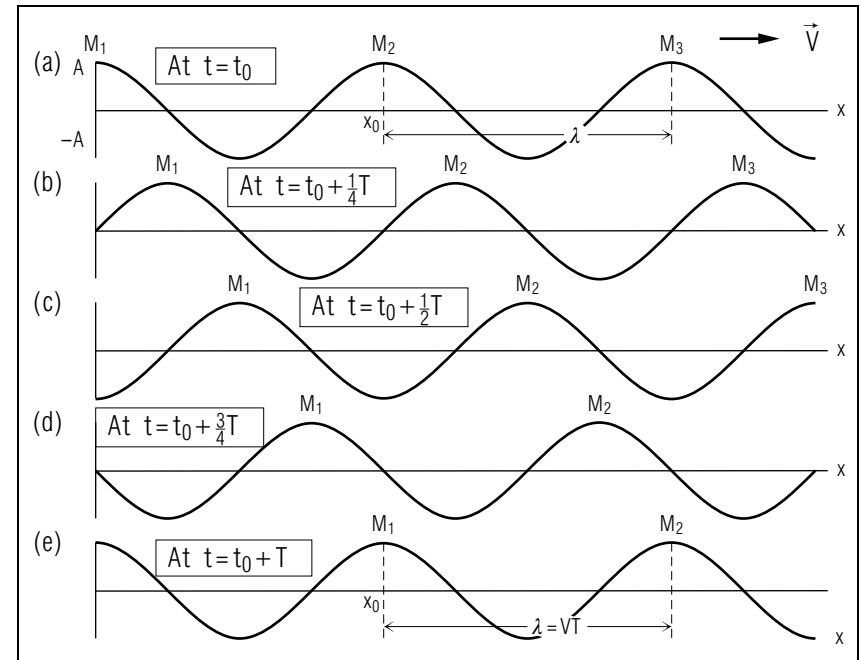 M₁ M₂ M₃ V⃗
(a) A At t=t₀
x₀ x
–A λ
M₁ M₂ M₃
(b) At t=t₀+¼T
x
(c) M₁ M₂ M₃
At t=t₀+½T
x
(d) M₁ M₂
At t=t₀+¾T
x
(e) M₁ M₂
At t=t₀+T
x₀
λ=VT x